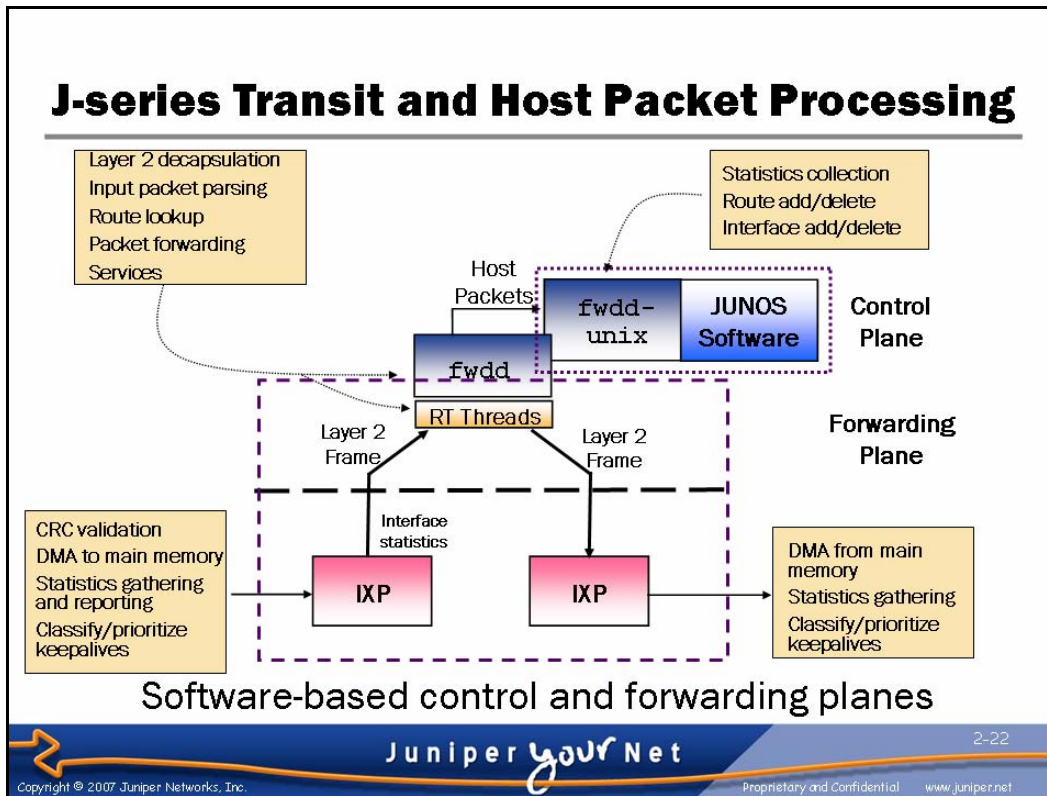 J-series Transit and Host Packet Processing
Layer 2 decapsulation
Input packet parsing
Route lookup
Packet forwarding
Services
Statistics collection
Route add/delete
Interface add/delete
Host
Packets
fwdd-
unix
JUNOS
Software
Control
Plane
fwdd
RT Threads
Layer 2
Frame
Layer 2
Frame
Forwarding
Plane
CRC validation
DMA to main memory
Statistics gathering
and reporting
Classify/prioritize
keepalives
Interface
statistics
IXP
IXP
DMA from main
memory
Statistics gathering
Classify/prioritize
keepalives
Software-based control and forwarding planes
Juniper your Net
2-22
Copyright © 2007 Juniper Networks, Inc.
Proprietary and Confidential www.juniper.net